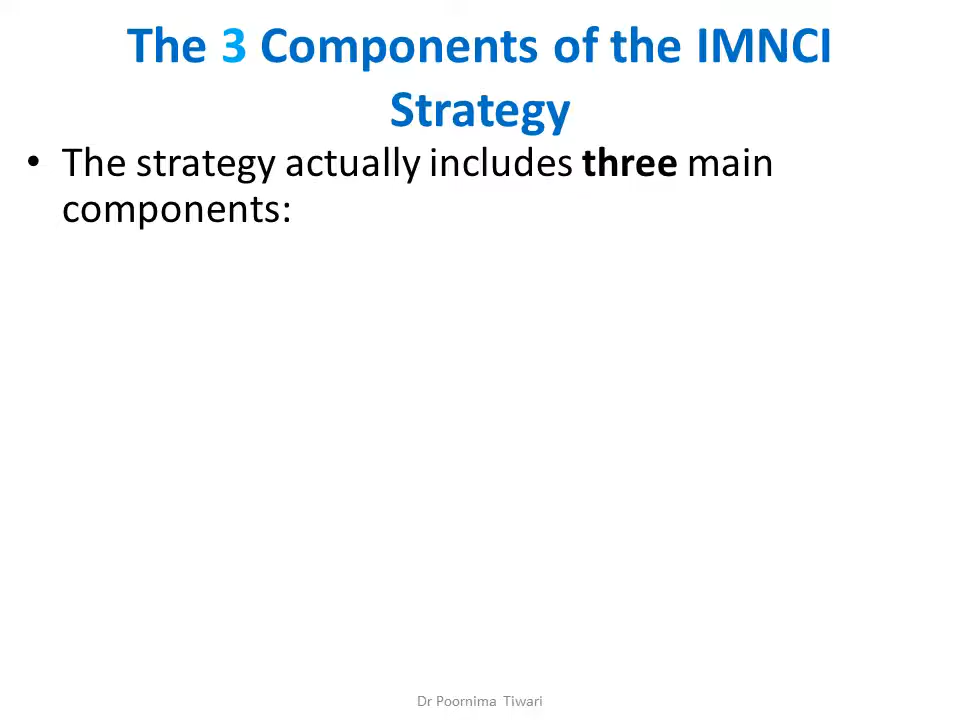 The 3 Components of the IMNCI
Strategy
• The strategy actually includes three main
components:
Dr Poornima Tiwari